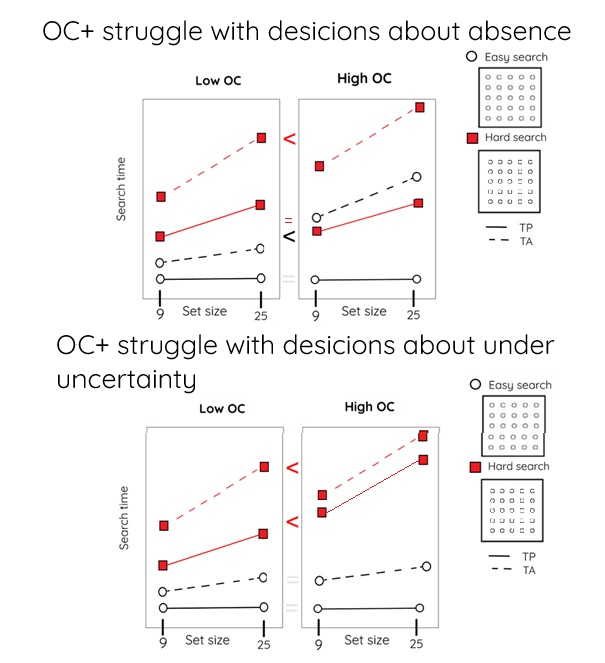 OC+ struggle with desicions about absence
Easy search
Low OC
High OC
Hard search
Search time
<
=
<
=
TP
TA
9 Set size 25
9 Set size 25
OC+ struggle with desicions about under
uncertainty
Easy search
Low OC
High OC
Hard search
Search time
<
<
=
=
TP
TA
9 Set size 25
9 Set size 25